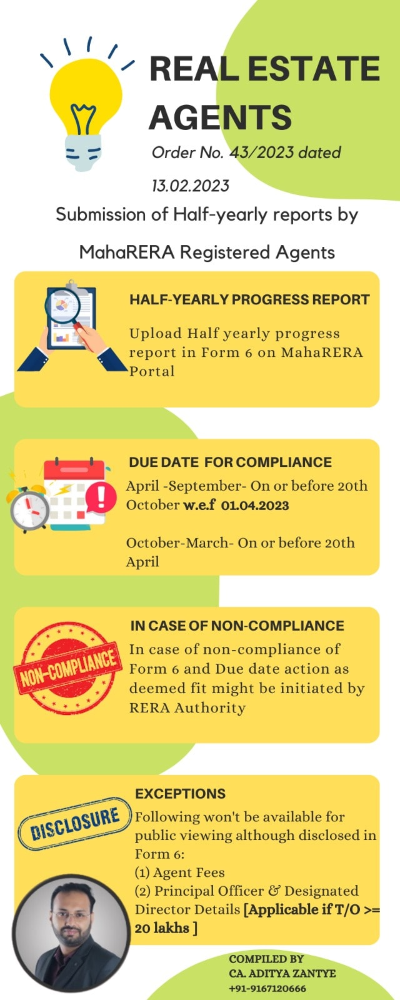 REAL ESTATE
AGENTS
Order No. 43/2023 dated
13.02.2023
Submission of Half-yearly reports by
MahaRERA Registered Agents
HALF-YEARLY PROGRESS REPORT
Upload Half yearly progress
report in Form 6 on MahaRERA
Portal
DUE DATE FOR COMPLIANCE
April -September- On or before 20th
October w.e.f 01.04.2023
October-March- On or before 20th
April
IN CASE OF NON-COMPLIANCE
NON-COMPLIANCE
In case of non-compliance of
Form 6 and Due date action as
deemed fit might be initiated by
RERA Authority
EXCEPTIONS
DISCLOSURE
Following won't be available for
public viewing although disclosed in
Form 6:
(1) Agent Fees
(2) Principal Officer & Designated
Director Details [Applicable if T/O >=
20 lakhs ]
COMPILED BY
CA. ADITYA ZANTYE
+91-9167120666